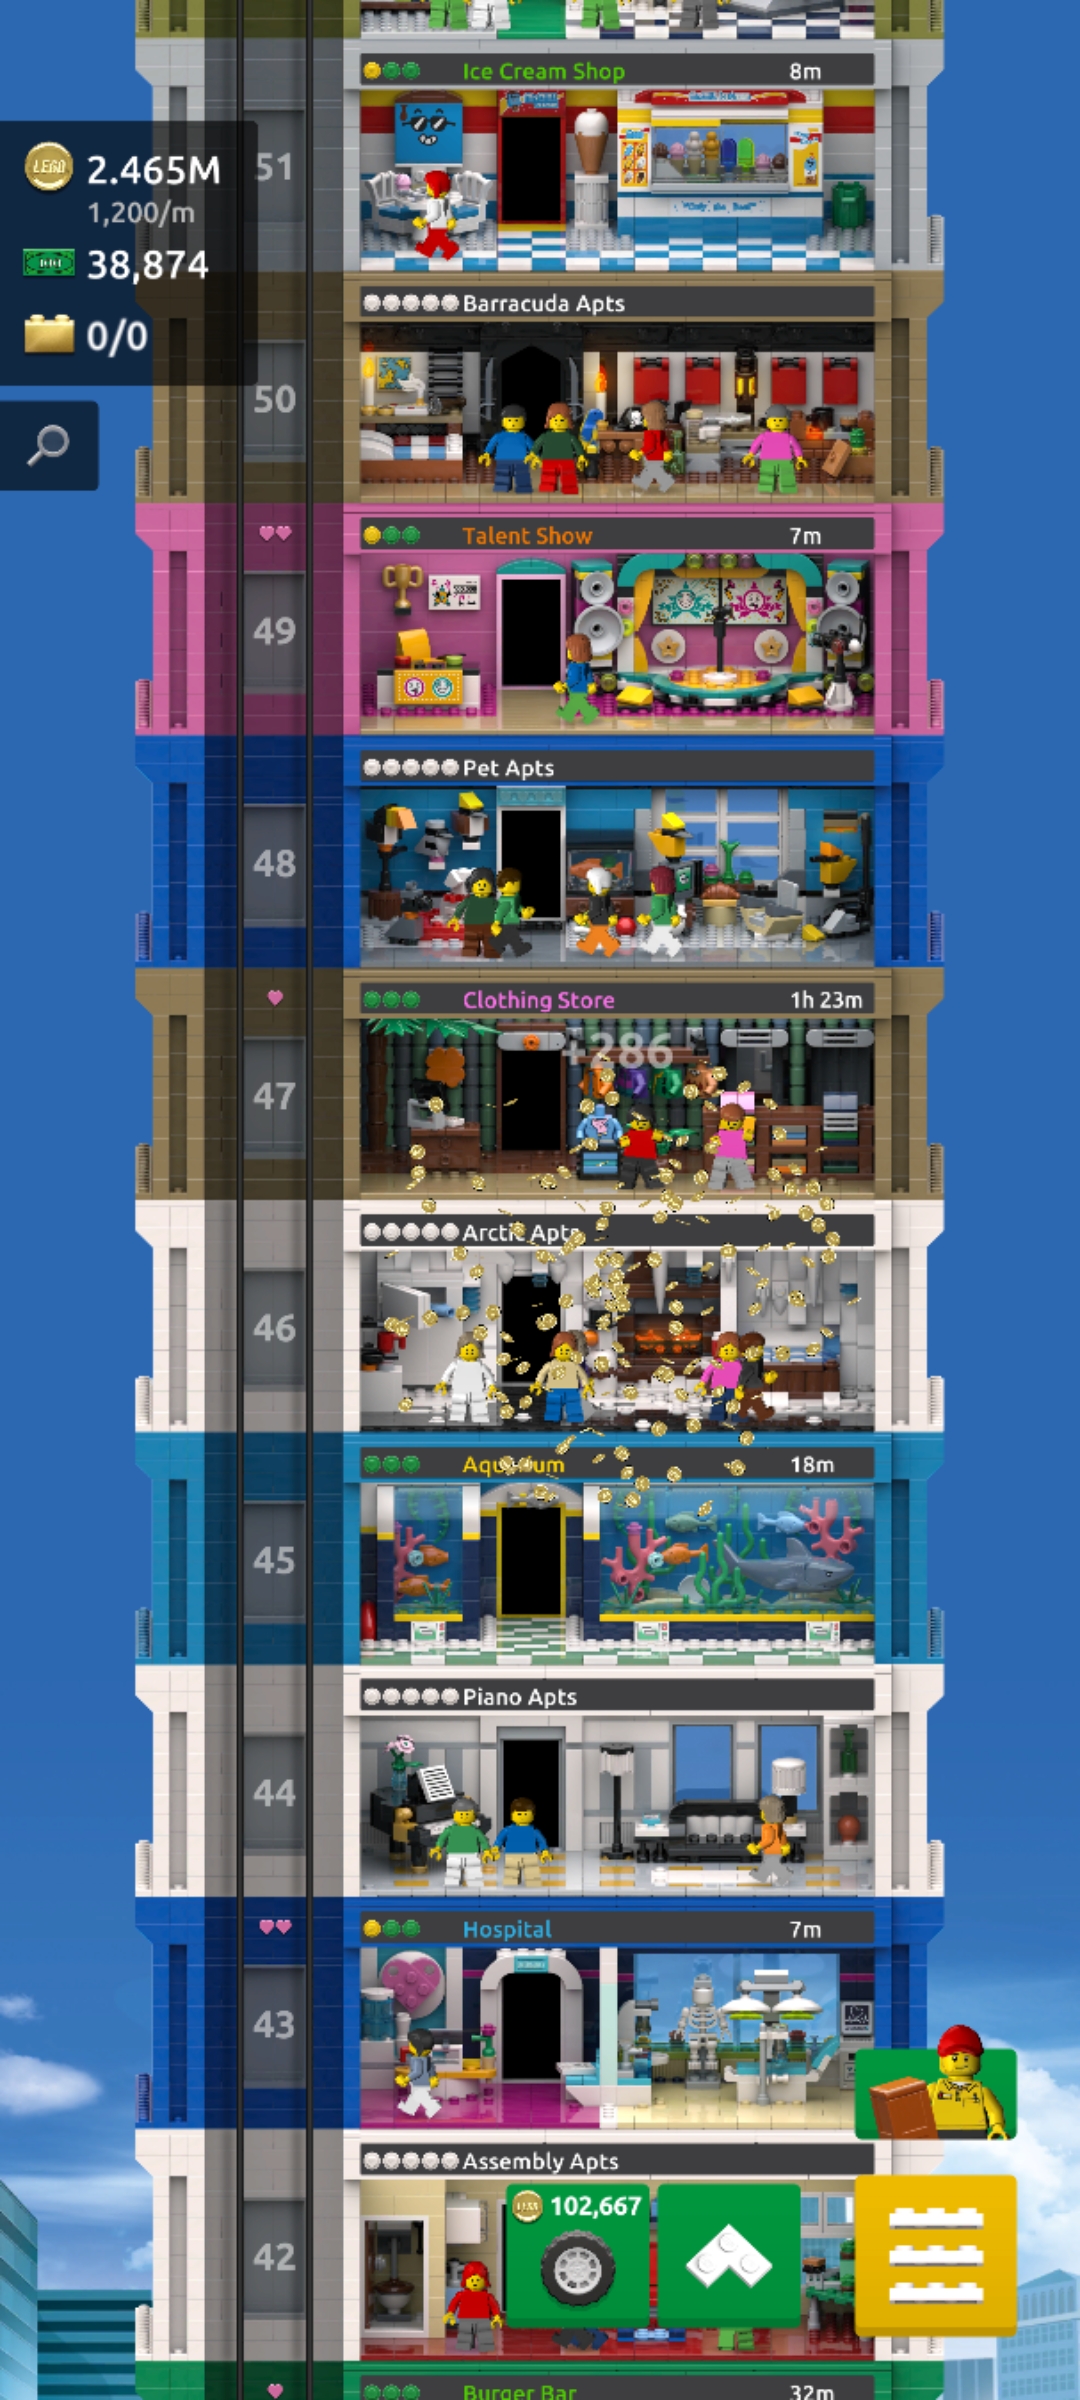 Ice Cream Shop 8m
LEGO 2.465M
1,200/m
38,874
0/0
51
Barracuda Apts
50
Talent Show 7m
49
Pet Apts
48
Clothing Store 1h 23m
+286
47
Arctic Apts
46
Aquarium 18m
45
Piano Apts
44
Hospital 7m
43
Assembly Apts
102,667
42
Burger Bar 32m